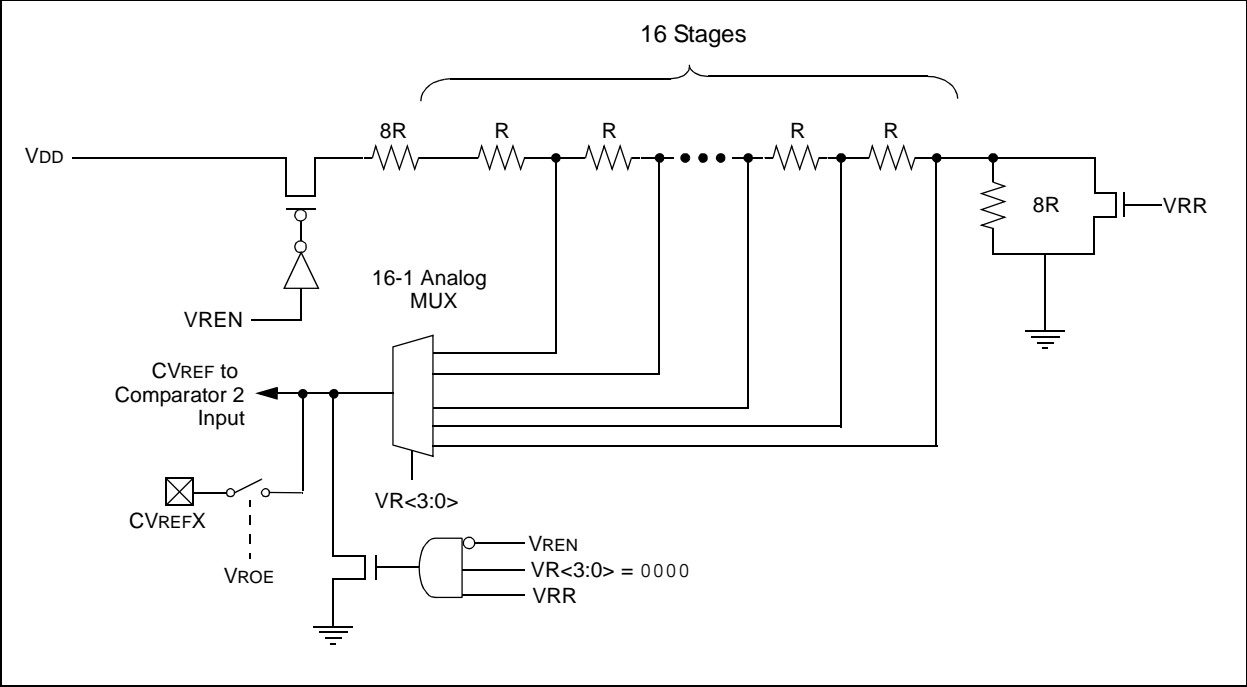 16 Stages
8R R R R R
VDD
8R
VRR
16-1 Analog
MUX
VREN
CVREF to
Comparator 2
Input
VR<3:0>
CVREFX
VROE
VREN
VR<3:0> = 0000
VRR